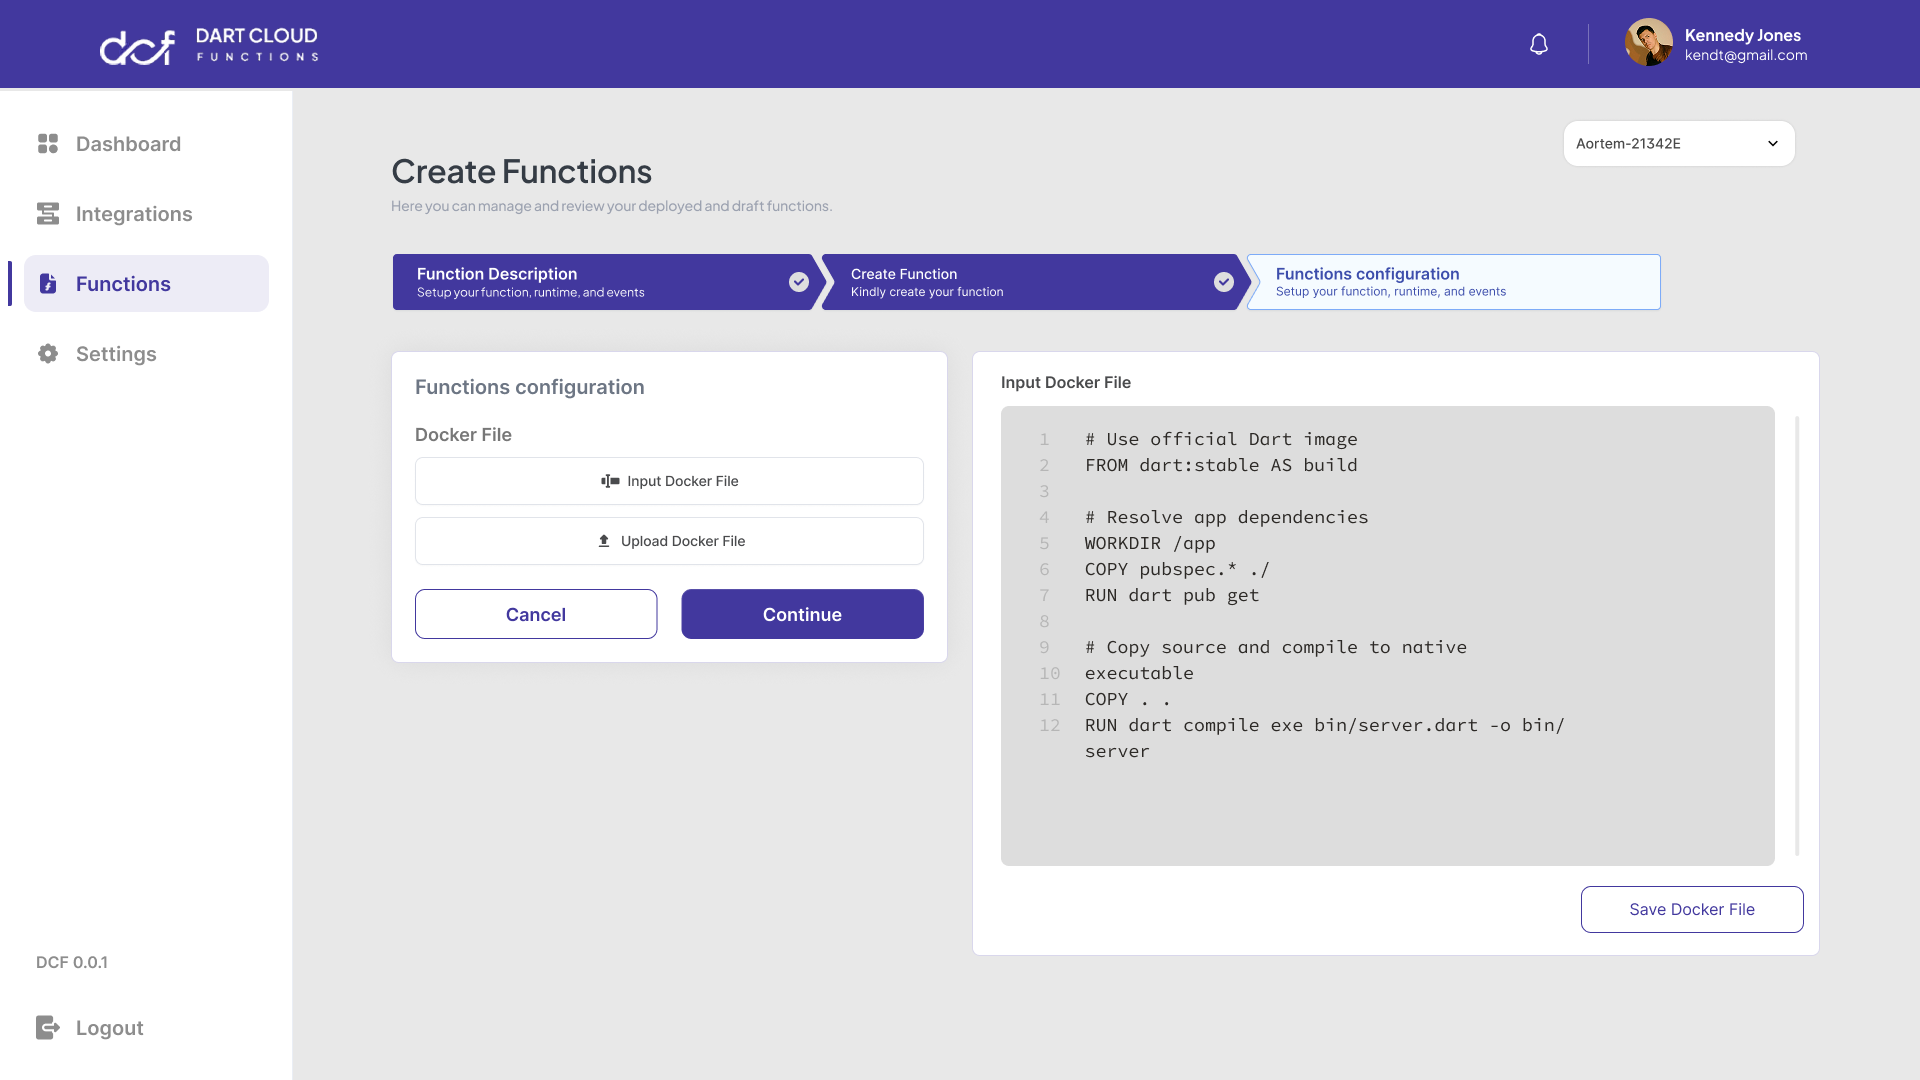 dcf DART CLOUD
FUNCTIONS
Kennedy Jones
kendt@gmail.com
Dashboard
Integrations
Functions
Settings
DCF 0.0.1
Logout
Aortem-21342E
Create Functions
Here you can manage and review your deployed and draft functions.
Function Description
Setup your function, runtime, and events
Create Function
Kindly create your function
Functions configuration
Setup your function, runtime, and events
Functions configuration
Docker File
Input Docker File
Upload Docker File
Cancel
Continue
Input Docker File
1 # Use official Dart image
2 FROM dart:stable AS build
3
4 # Resolve app dependencies
5 WORKDIR /app
6 COPY pubspec.* ./
7 RUN dart pub get
8
9 # Copy source and compile to native
10 executable
11 COPY . .
12 RUN dart compile exe bin/server.dart -o bin/
server
Save Docker File